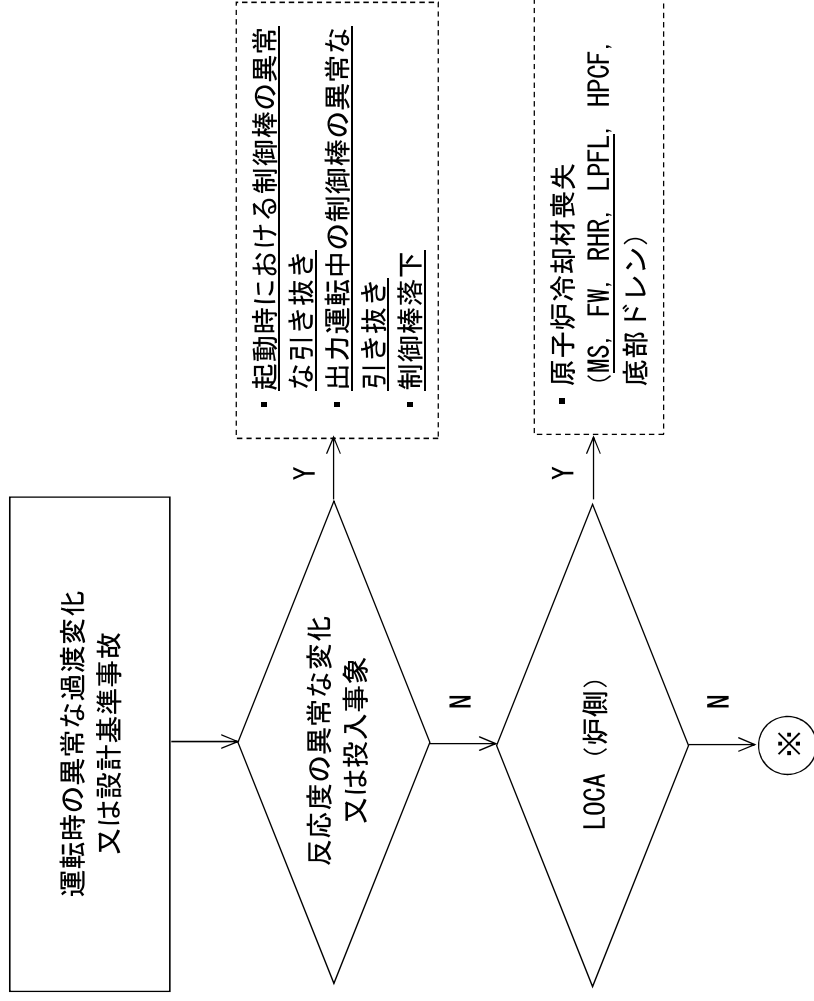 運転時の異常な過渡変化
又は設計基準事故
反応度の異常な変化
又は投入事象
Y
・起動時における制御棒の異常
な引き抜き
・出力運転中の制御棒の異常な
引き抜き
・制御棒落下
N
LOCA (炉側)
Y
・原子炉冷却材喪失
(MS, FW, RHR, LPFL, HPCF,
底部ドレン)
N
※